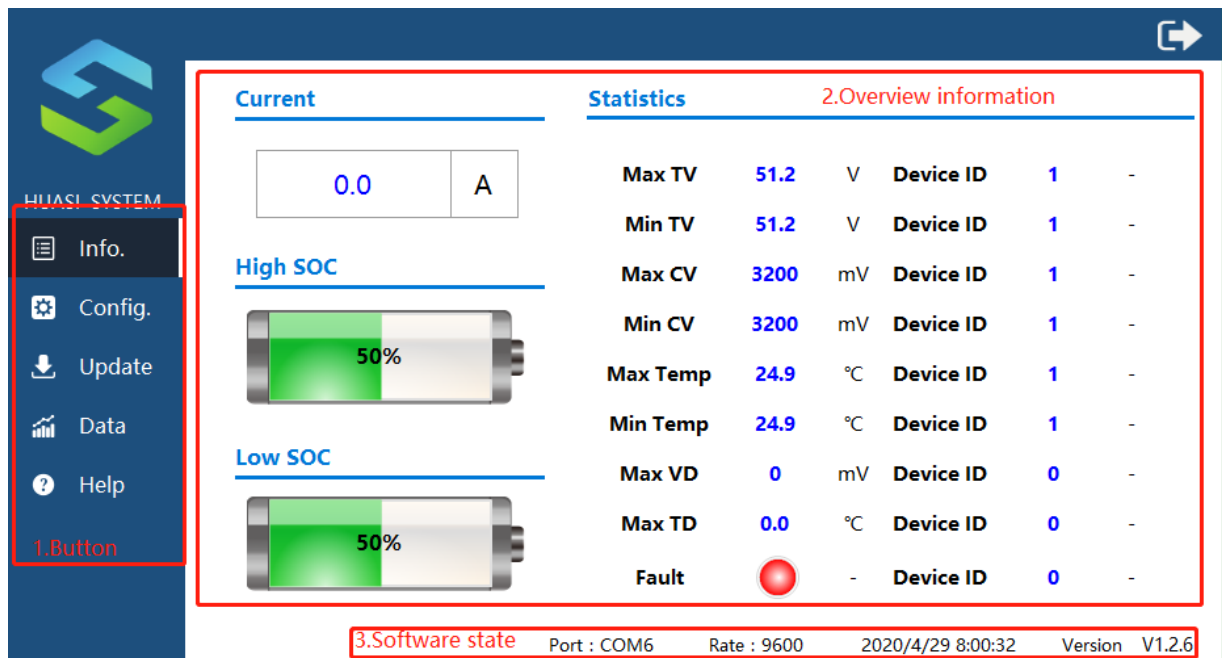 HUASI SYSTEM
Info.
Config.
Update
Data
Help
1.Button
Current
0.0 A
High SOC
50%
Low SOC
50%
Statistics 2.Overview information
Max TV 51.2 V Device ID 1 -
Min TV 51.2 V Device ID 1 -
Max CV 3200 mV Device ID 1 -
Min CV 3200 mV Device ID 1 -
Max Temp 24.9 ℃ Device ID 1 -
Min Temp 24.9 ℃ Device ID 1 -
Max VD 0 mV Device ID 0 -
Max TD 0.0 ℃ Device ID 0 -
Fault - Device ID 0 -
3.Software state Port : COM6 Rate : 9600 2020/4/29 8:00:32 Version V1.2.6